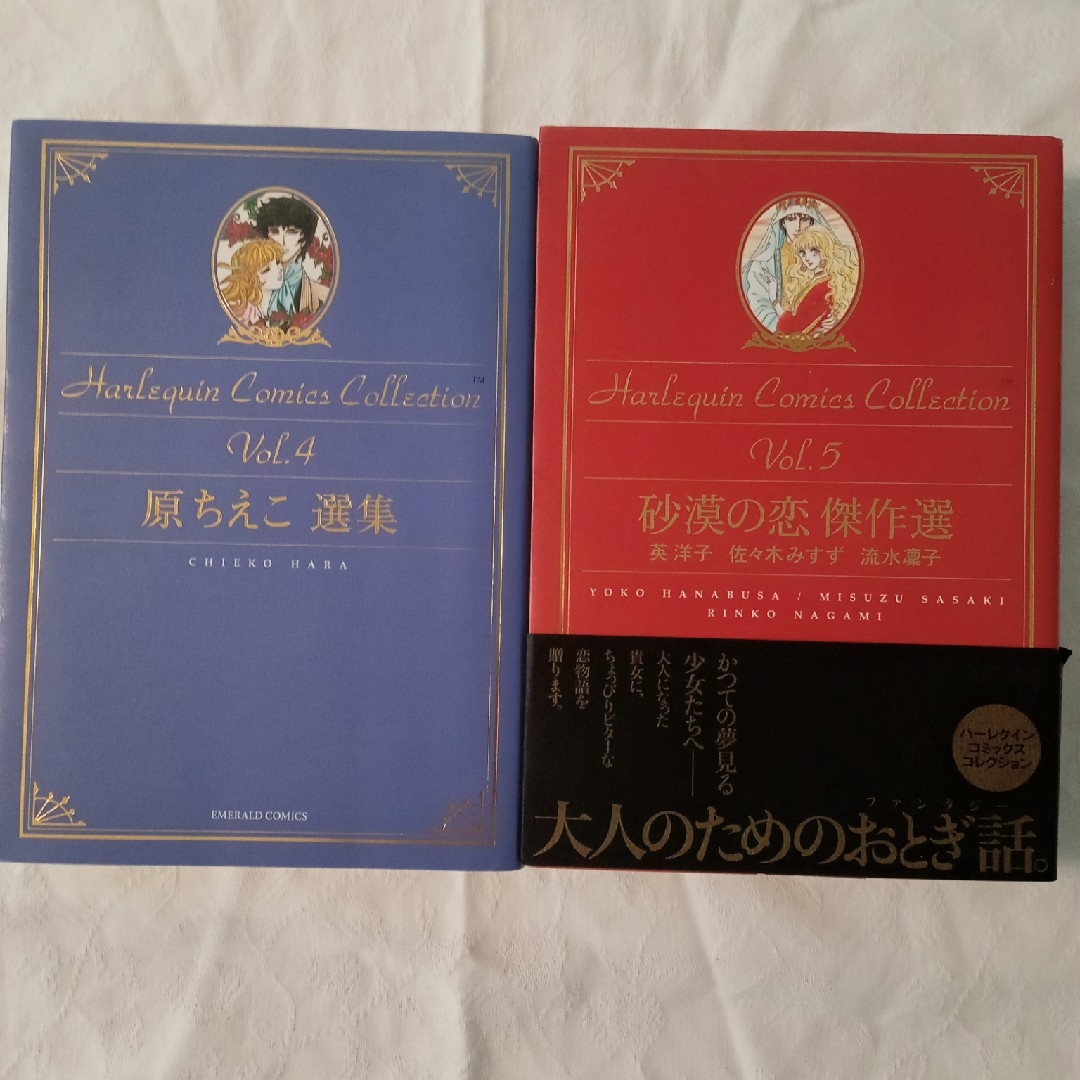 Harlequin Comics Collection™
Vol.4
原ちえこ 選集
CHIEKO HARA
EMERALD COMICS
Harlequin Comics Collection™
Vol.5
砂漠の恋 傑作選
英 洋子 佐々木みすず 流水凜子
YOKO HANABUSA / MISUZU SASAKI
RINKO NAGAMI
かつての夢見る
少女たちへ――
大人になった
貴女に、
ちょっぴりビターな
恋物語を
贈ります。
ハーレクイン
コミックス
コレクション
ファンタジー
大人のためのおとぎ話。